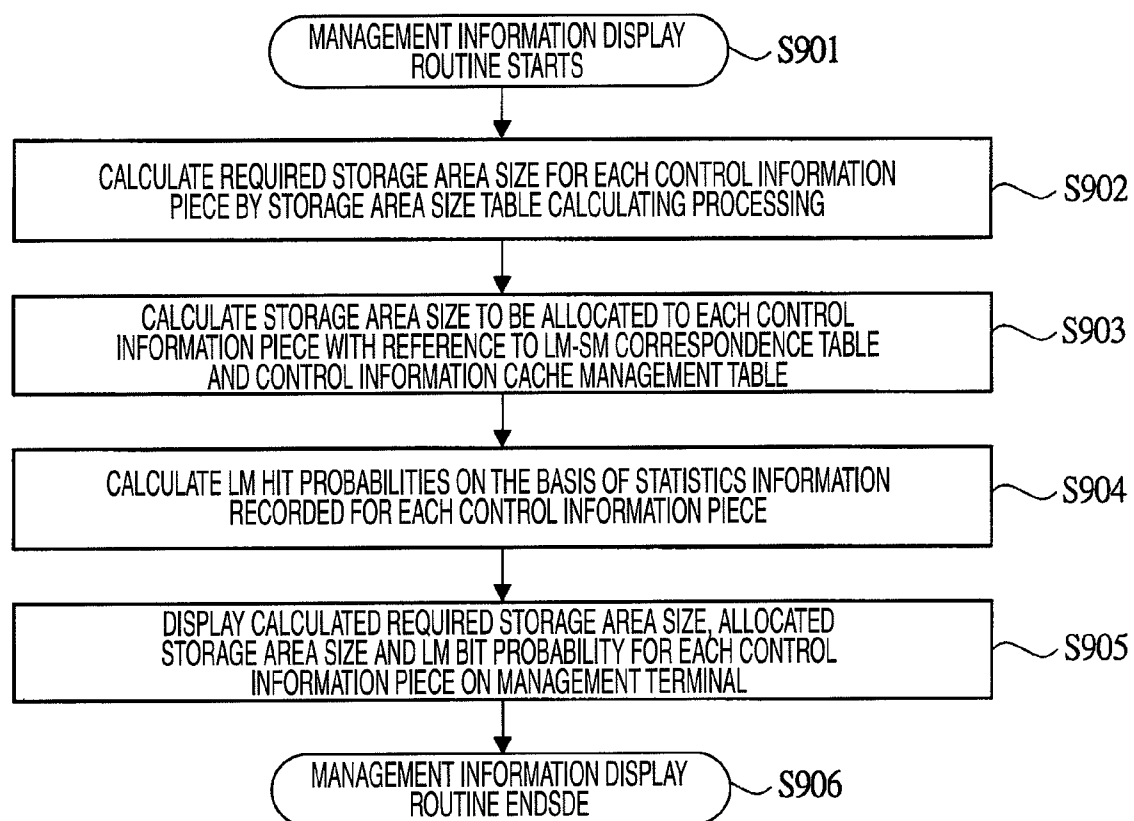 MANAGEMENT INFORMATION DISPLAY
ROUTINE STARTS
S901
CALCULATE REQUIRED STORAGE AREA SIZE FOR EACH CONTROL INFORMATION
PIECE BY STORAGE AREA SIZE TABLE CALCULATING PROCESSING
S902
CALCULATE STORAGE AREA SIZE TO BE ALLOCATED TO EACH CONTROL
INFORMATION PIECE WITH REFERENCE TO LM-SM CORRESPONDENCE TABLE
AND CONTROL INFORMATION CACHE MANAGEMENT TABLE
S903
CALCULATE LM HIT PROBABILITIES ON THE BASIS OF STATISTICS INFORMATION
RECORDED FOR EACH CONTROL INFORMATION PIECE
S904
DISPLAY CALCULATED REQUIRED STORAGE AREA SIZE, ALLOCATED
STORAGE AREA SIZE AND LM BIT PROBABILITY FOR EACH CONTROL
INFORMATION PIECE ON MANAGEMENT TERMINAL
S905
MANAGEMENT INFORMATION DISPLAY
ROUTINE ENDSDE
S906